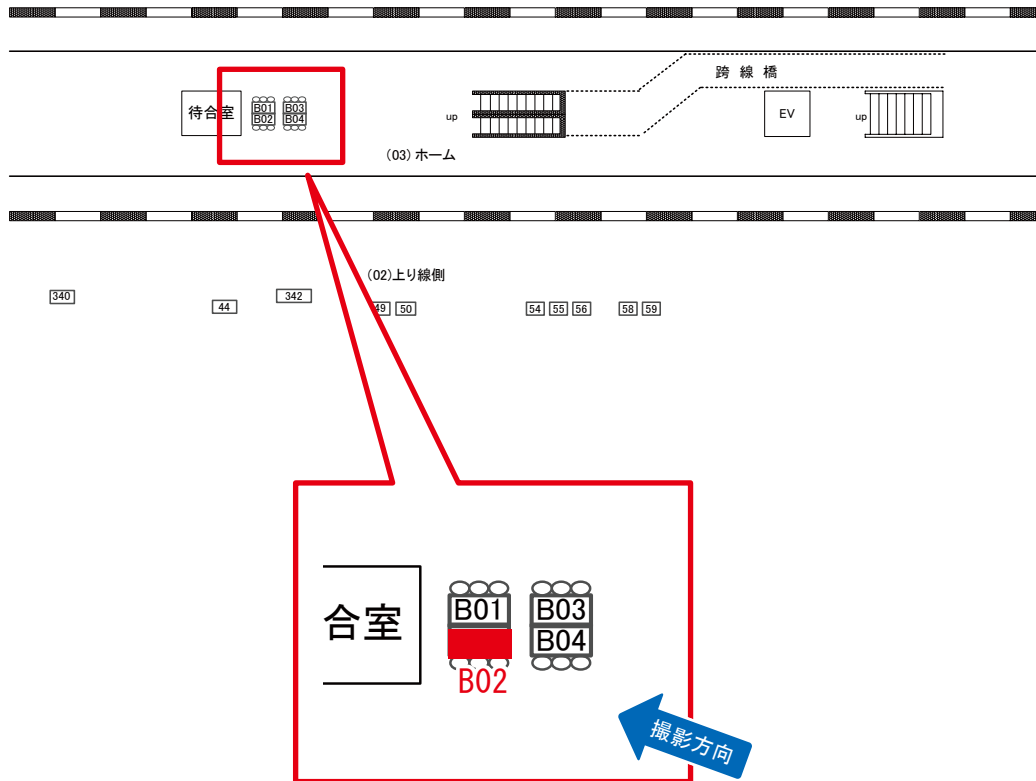 跨線橋
待合室
B01
B03
B02
B04
up
EV
up
(03) ホーム
(02)上り線側
340
44
342
49
50
54
55
56
58
59
合室
B01
B03
B04
B02
撮影方向